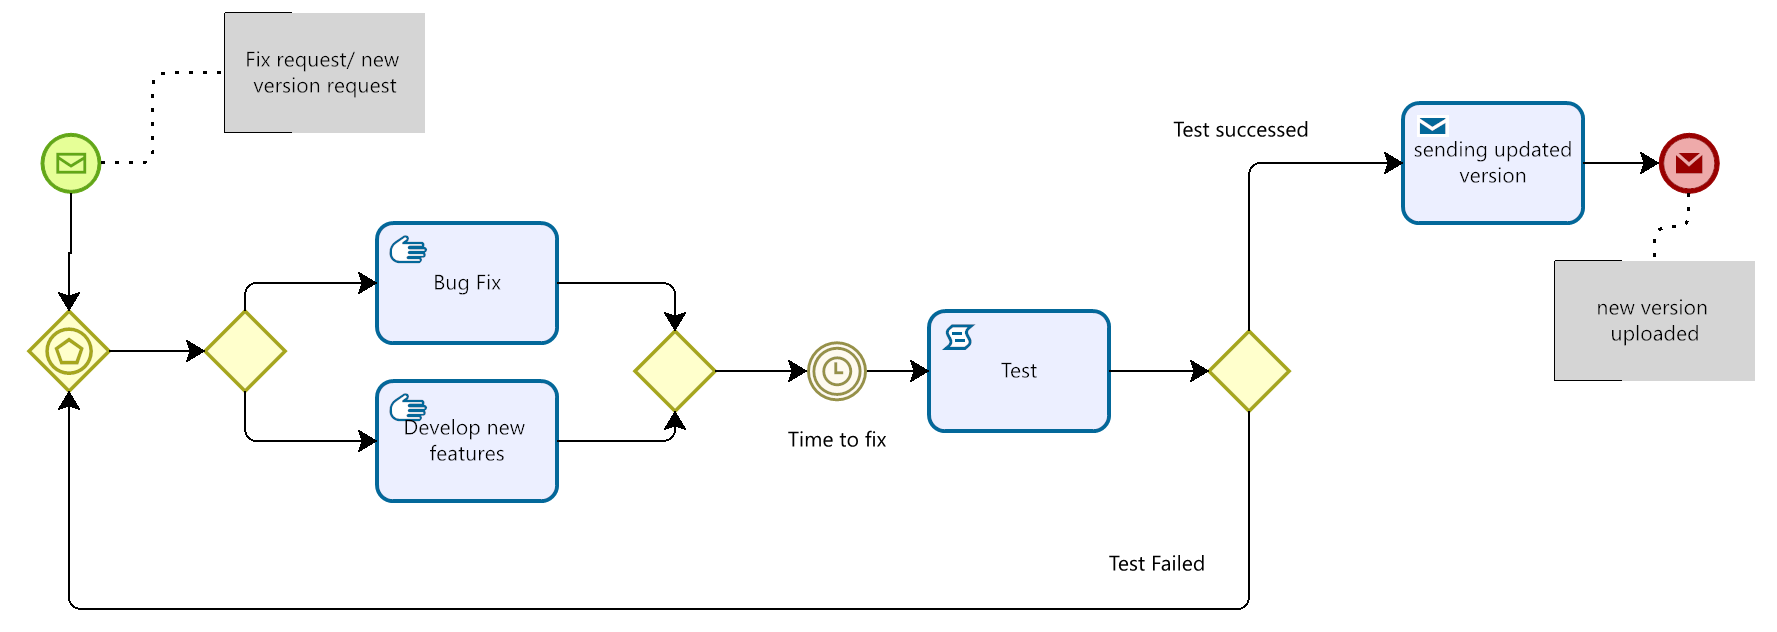 Fix request/ new
version request
Test successed
sending updated
version
Bug Fix
new version
uploaded
Test
Develop new
features
Time to fix
Test Failed